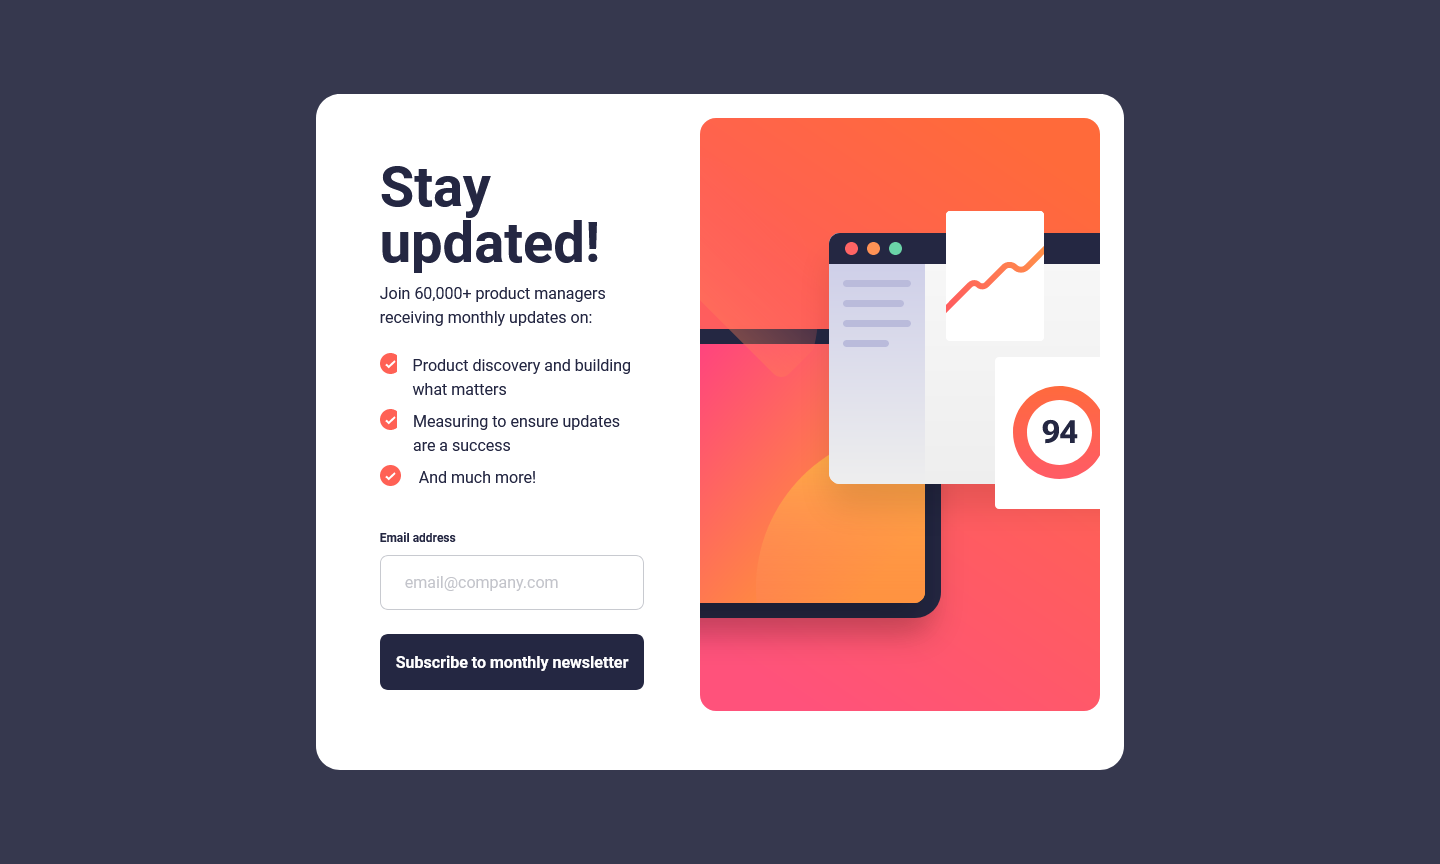 Stay
updated!
Join 60,000+ product managers
receiving monthly updates on:
Product discovery and building
what matters
Measuring to ensure updates
are a success
And much more!
Email address
email@company.com
Subscribe to monthly newsletter
94